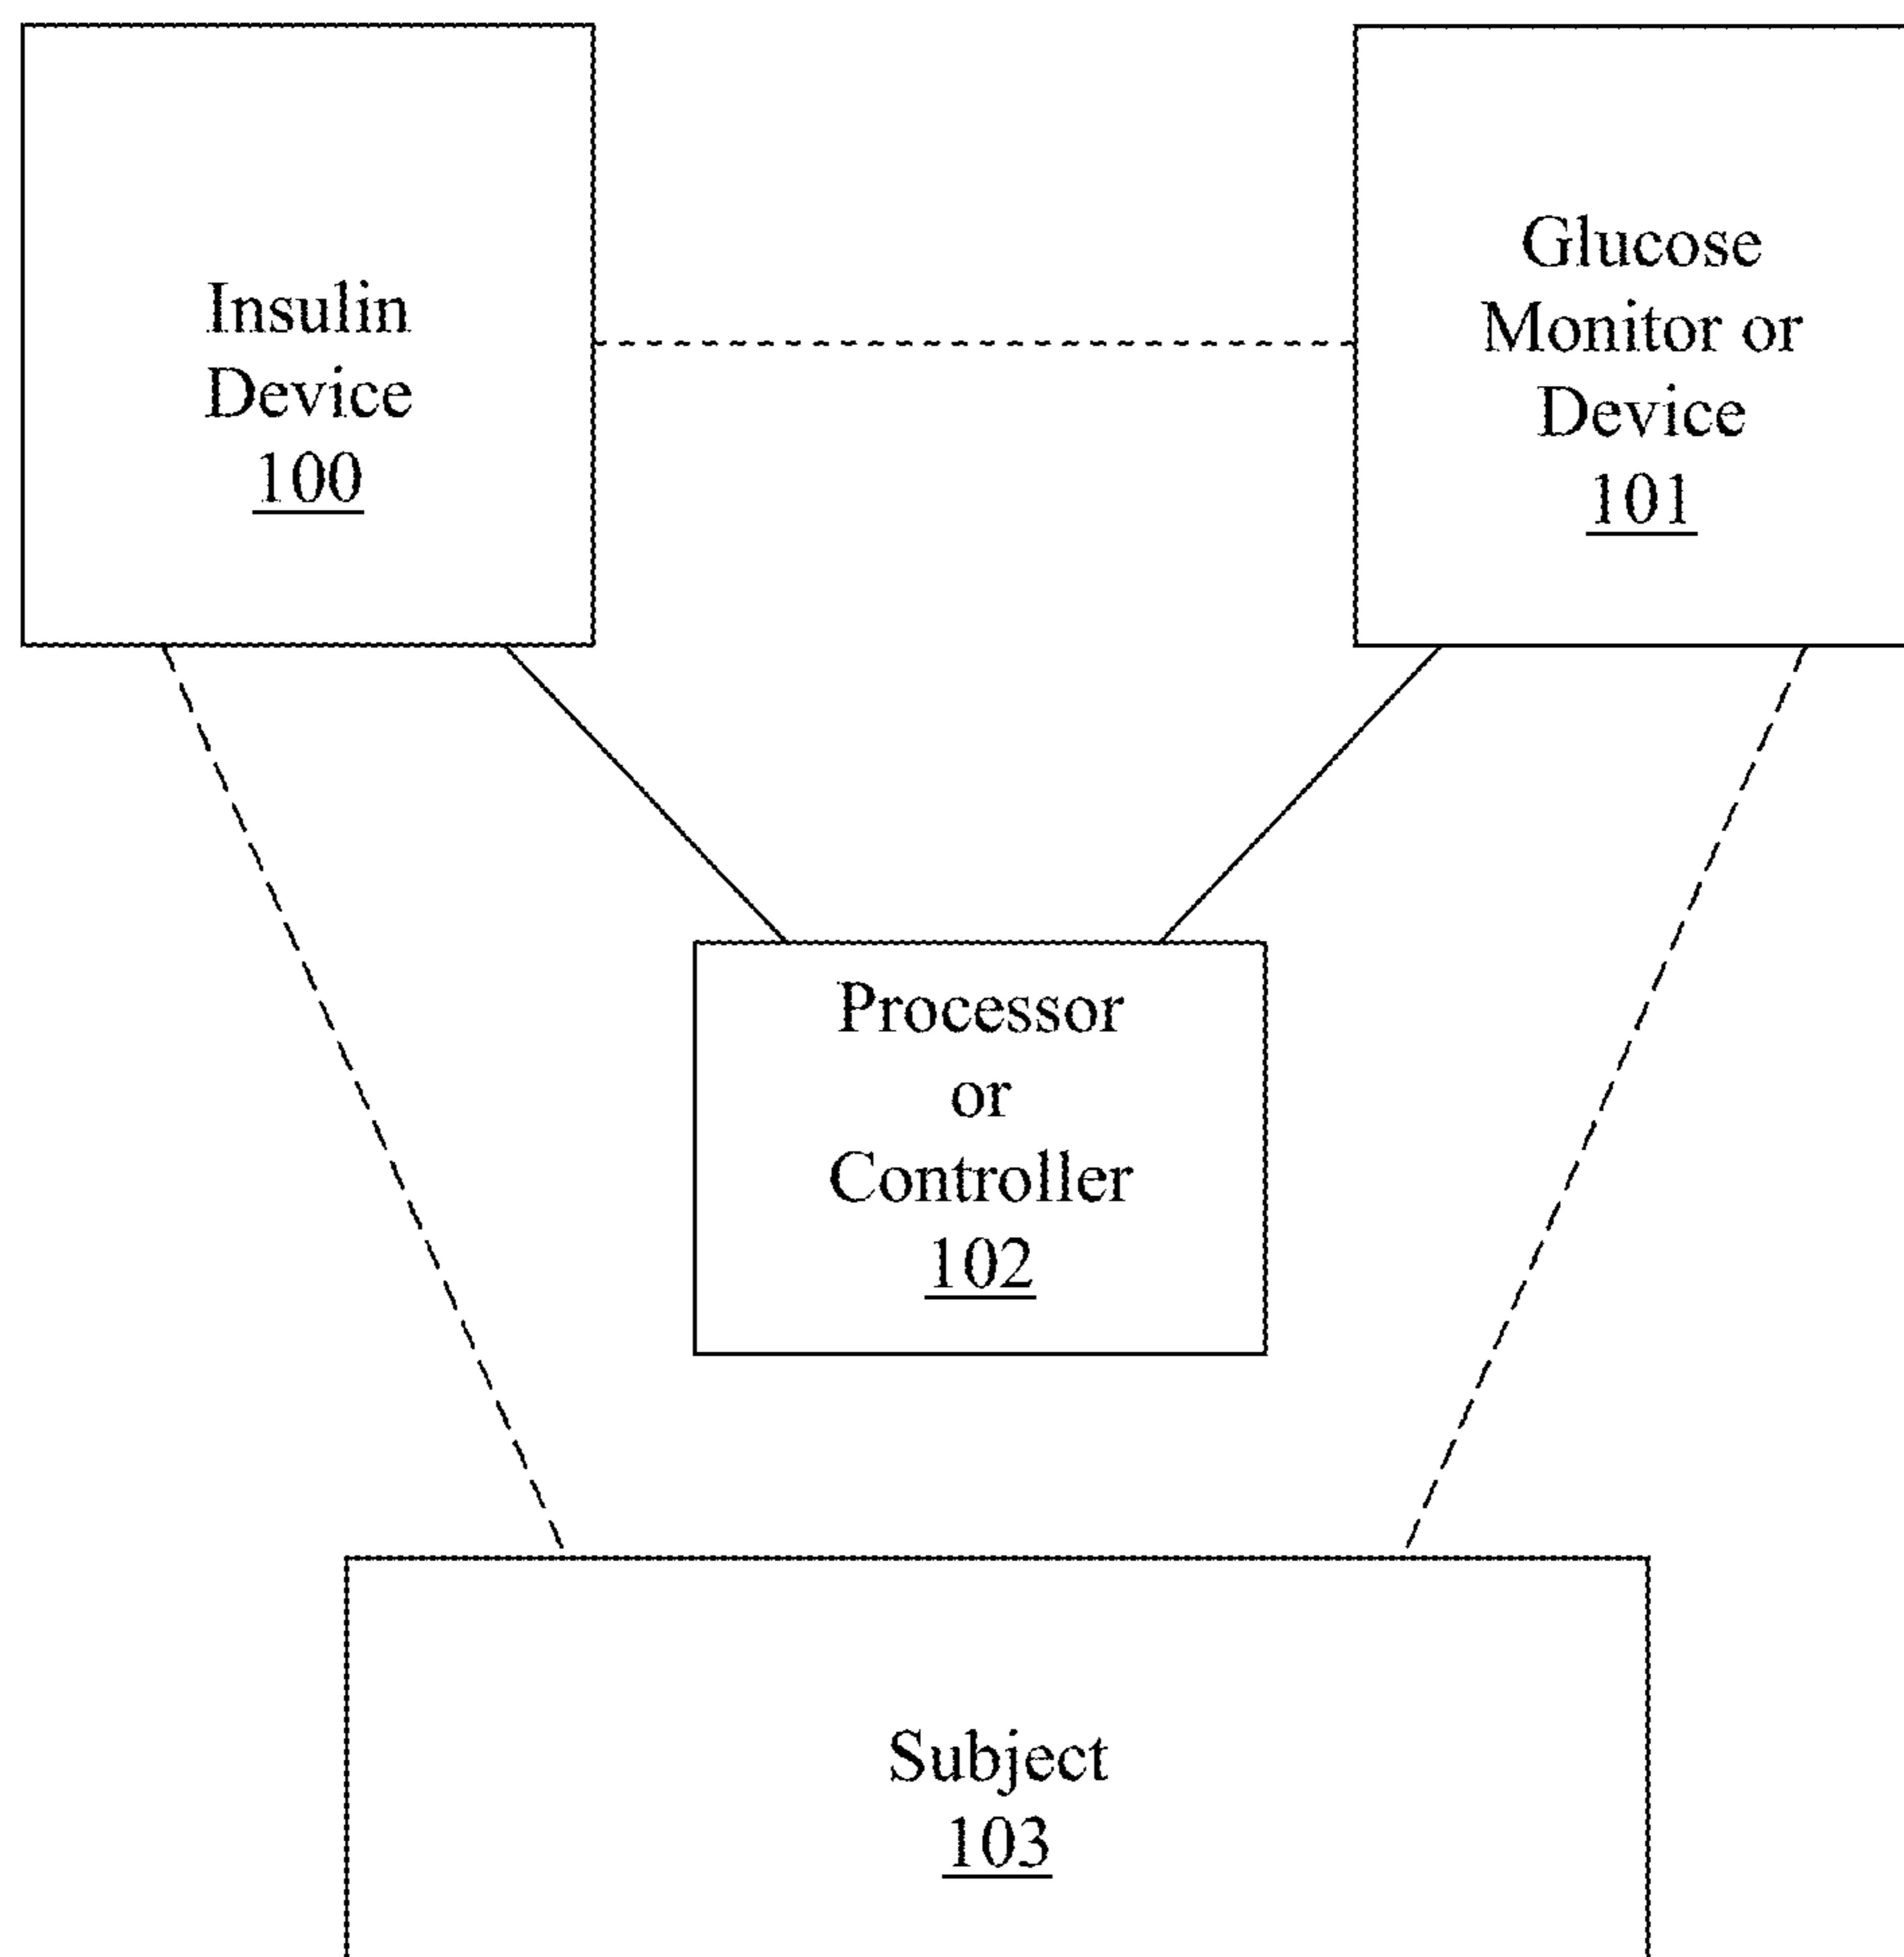 Insulin
Device
100
Glucose
Monitor or
Device
101
Processor
or
Controller
102
Subject
103